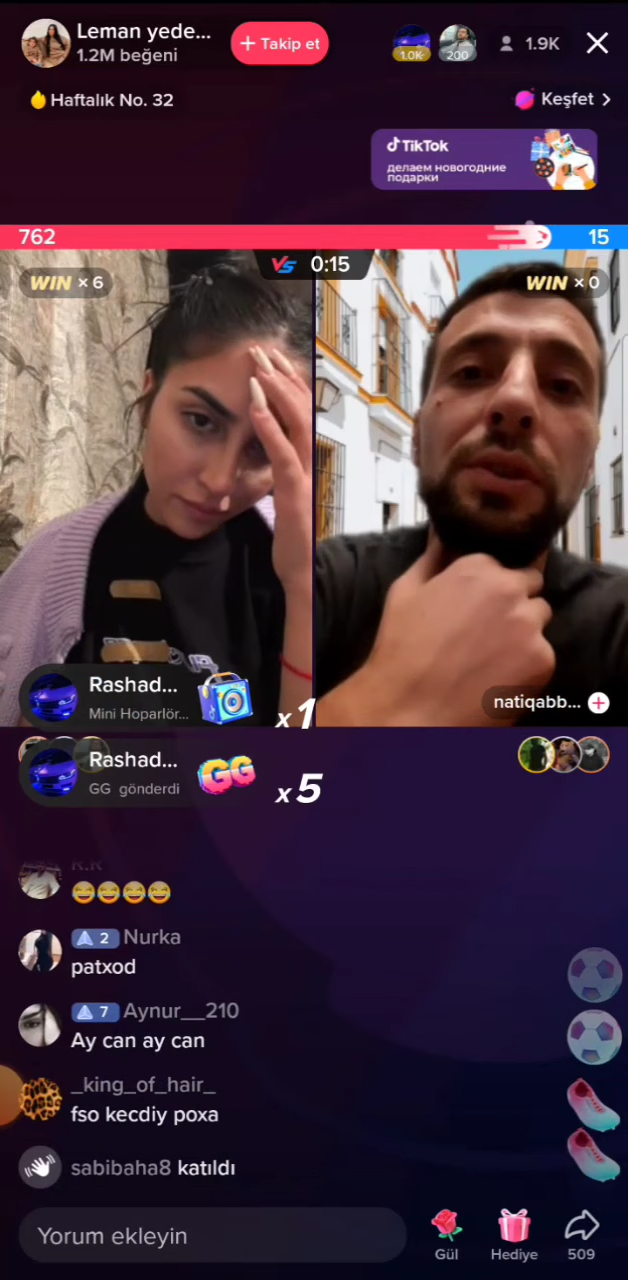 Leman yede...
1.2M beğeni
+ Takip et
1.0K
200
1.9K
Haftalık No. 32
Keşfet >
TikTok
делаем новогодние
подарки
762
15
VS 0:15
WIN × 6
WIN × 0
Rashad...
Mini Hoparlör...
x1
natiqabb...
Rashad...
GG gönderdi
GG
x5
R.R
😂😂😂😂
2 Nurka
patxod
7 Aynur__210
Ay can ay can
_king_of_hair_
fso kecdiy poxa
sabibaha8 katıldı
Yorum ekleyin
Gül
Hediye
509